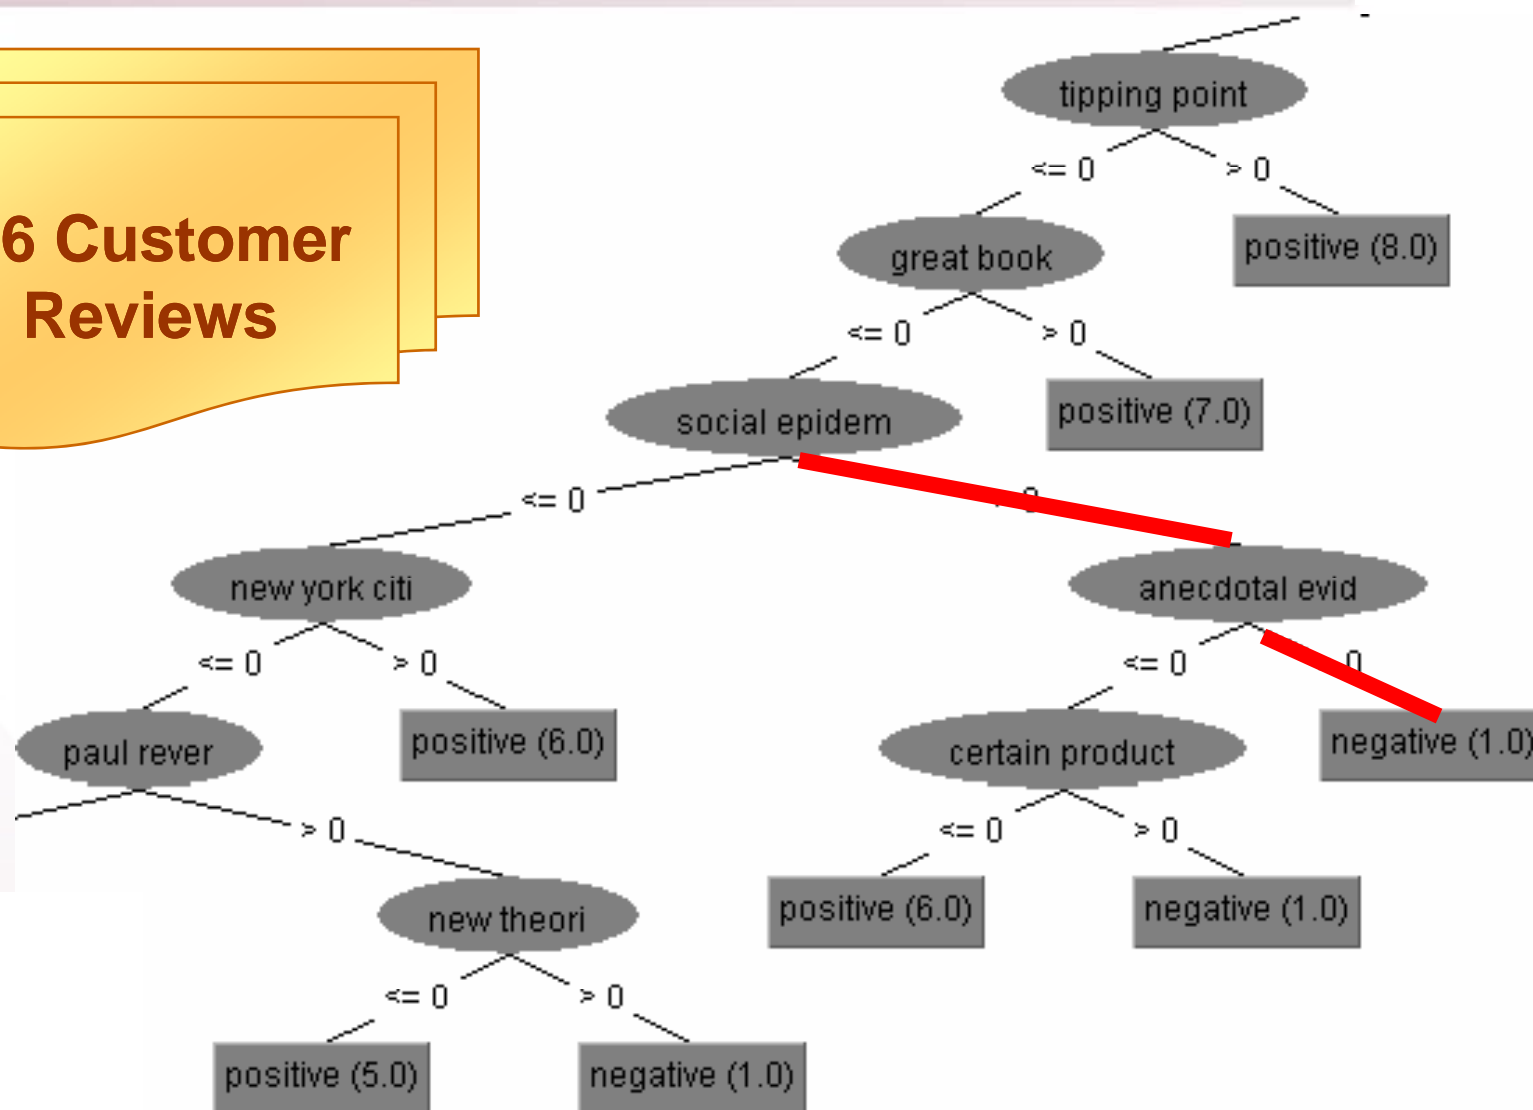 tipping point
<= 0
> 0
6 Customer
Reviews
great book
positive (8.0)
<= 0
> 0
social epidem
positive (7.0)
<= 0
0
new york citi
anecdotal evid
<= 0
> 0
<= 0
0
paul rever
positive (6.0)
certain product
negative (1.0)
> 0
<= 0
> 0
new theori
positive (6.0)
negative (1.0)
<= 0
> 0
positive (5.0)
negative (1.0)